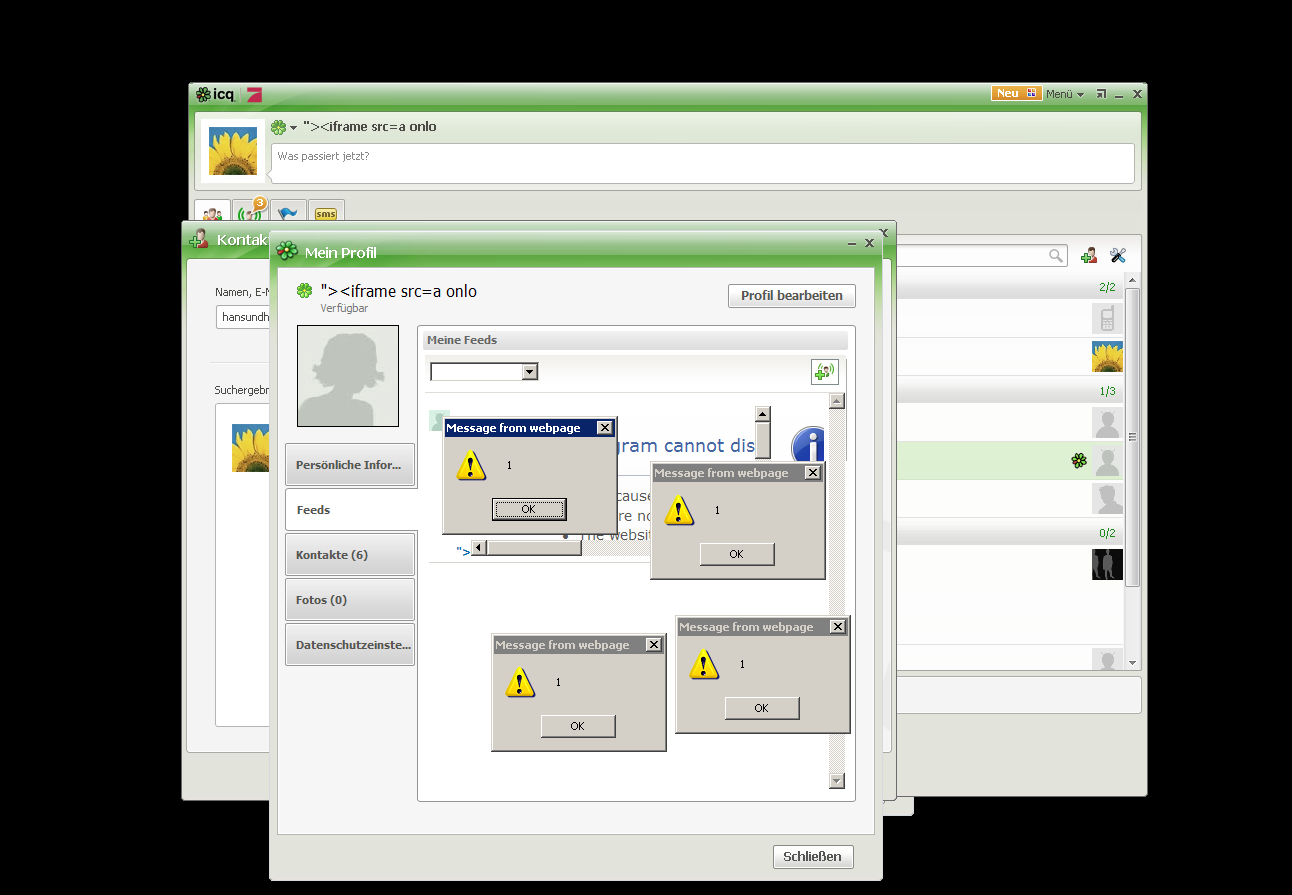 icq
Neu
Menü
"><iframe src=a onlo
Was passiert jetzt?
3
sms
Kontak
Mein Profil
"><iframe src=a onlo
Verfügbar
Profil bearbeiten
Namen, E-M
hansundh
Suchergebn
Meine Feeds
2/2
1/3
0/2
Persönliche Infor...
Feeds
Kontakte (6)
Fotos (0)
Datenschutzeinste...
gram cannot dis
cause
re no
The websit
">
Message from webpage
1
OK
Message from webpage
1
OK
Message from webpage
1
OK
Message from webpage
1
OK
Schließen